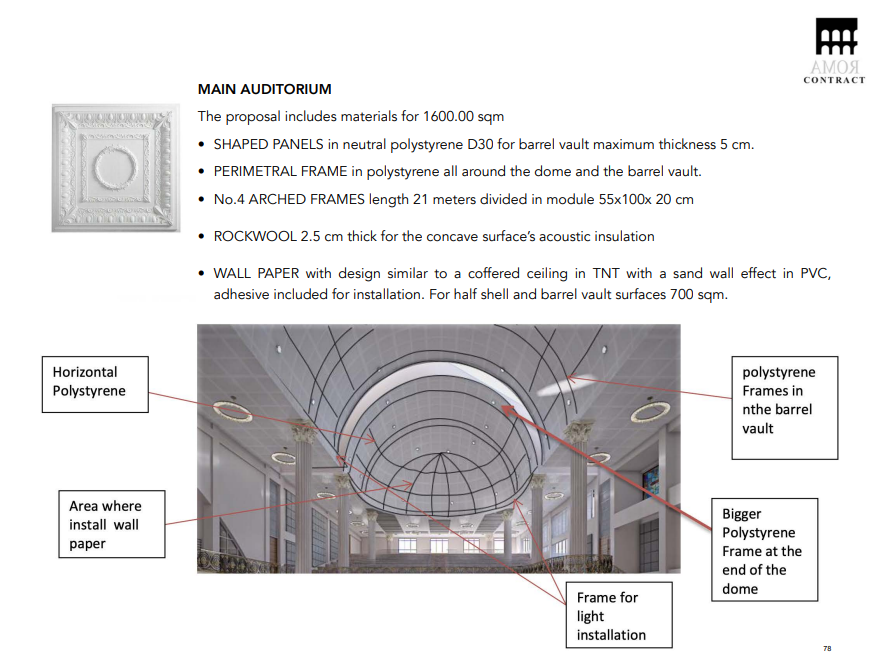 AMOR
CONTRACT
MAIN AUDITORIUM
The proposal includes materials for 1600.00 sqm
• SHAPED PANELS in neutral polystyrene D30 for barrel vault maximum thickness 5 cm.
• PERIMETRAL FRAME in polystyrene all around the dome and the barrel vault.
• No.4 ARCHED FRAMES length 21 meters divided in module 55x100x 20 cm
• ROCKWOOL 2.5 cm thick for the concave surface’s acoustic insulation
• WALL PAPER with design similar to a coffered ceiling in TNT with a sand wall effect in PVC,
adhesive included for installation. For half shell and barrel vault surfaces 700 sqm.
Horizontal
Polystyrene
polystyrene
Frames in
nthe barrel
vault
Area where
install wall
paper
Bigger
Polystyrene
Frame at the
end of the
dome
Frame for
light
installation
78